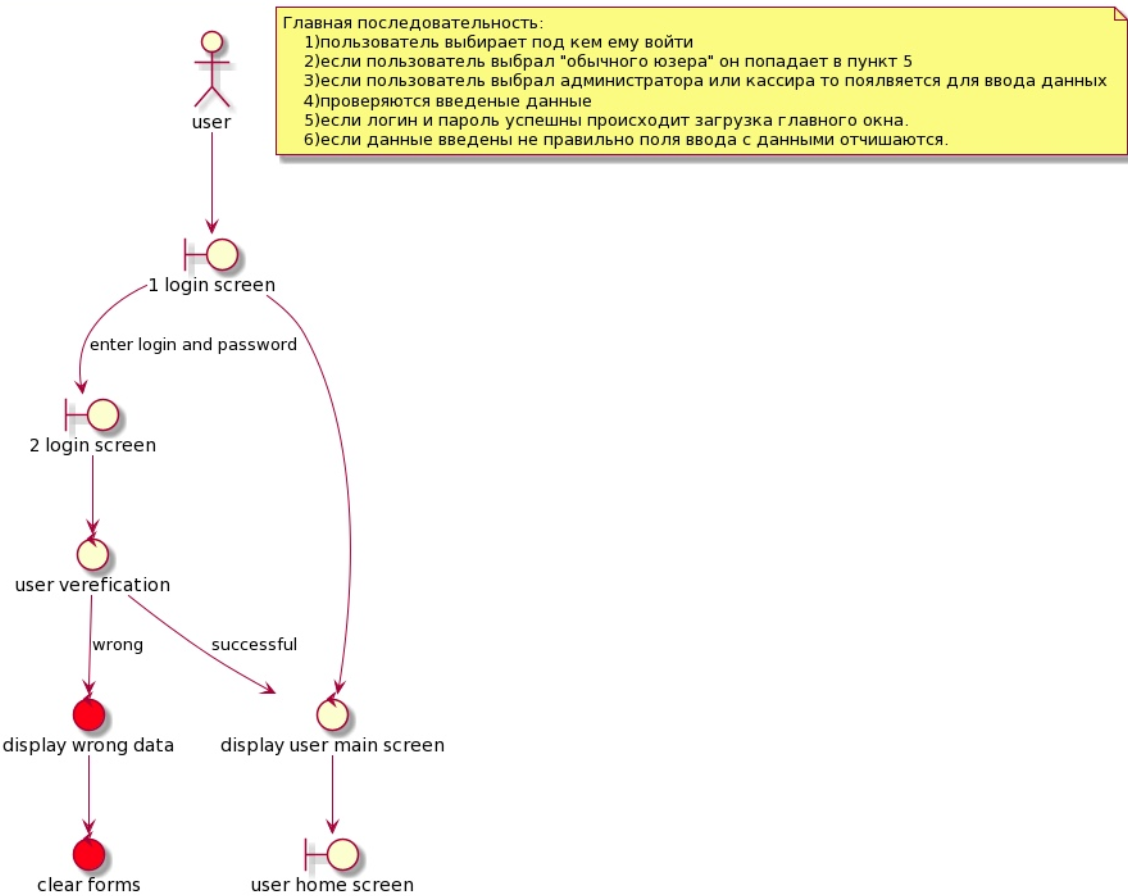 Главная последовательность:
1)пользователь выбирает под кем ему войти
2)если пользователь выбрал "обычного юзера" он попадает в пункт 5
3)если пользователь выбрал администратора или кассира то поялвяется для ввода данных
4)проверяются введеные данные
5)если логин и пароль успешны происходит загрузка главного окна.
6)если данные введены не правильно поля ввода с данными отчишаются.
user
1 login screen
enter login and password
2 login screen
user verefication
wrong
successful
display wrong data
display user main screen
clear forms
user home screen